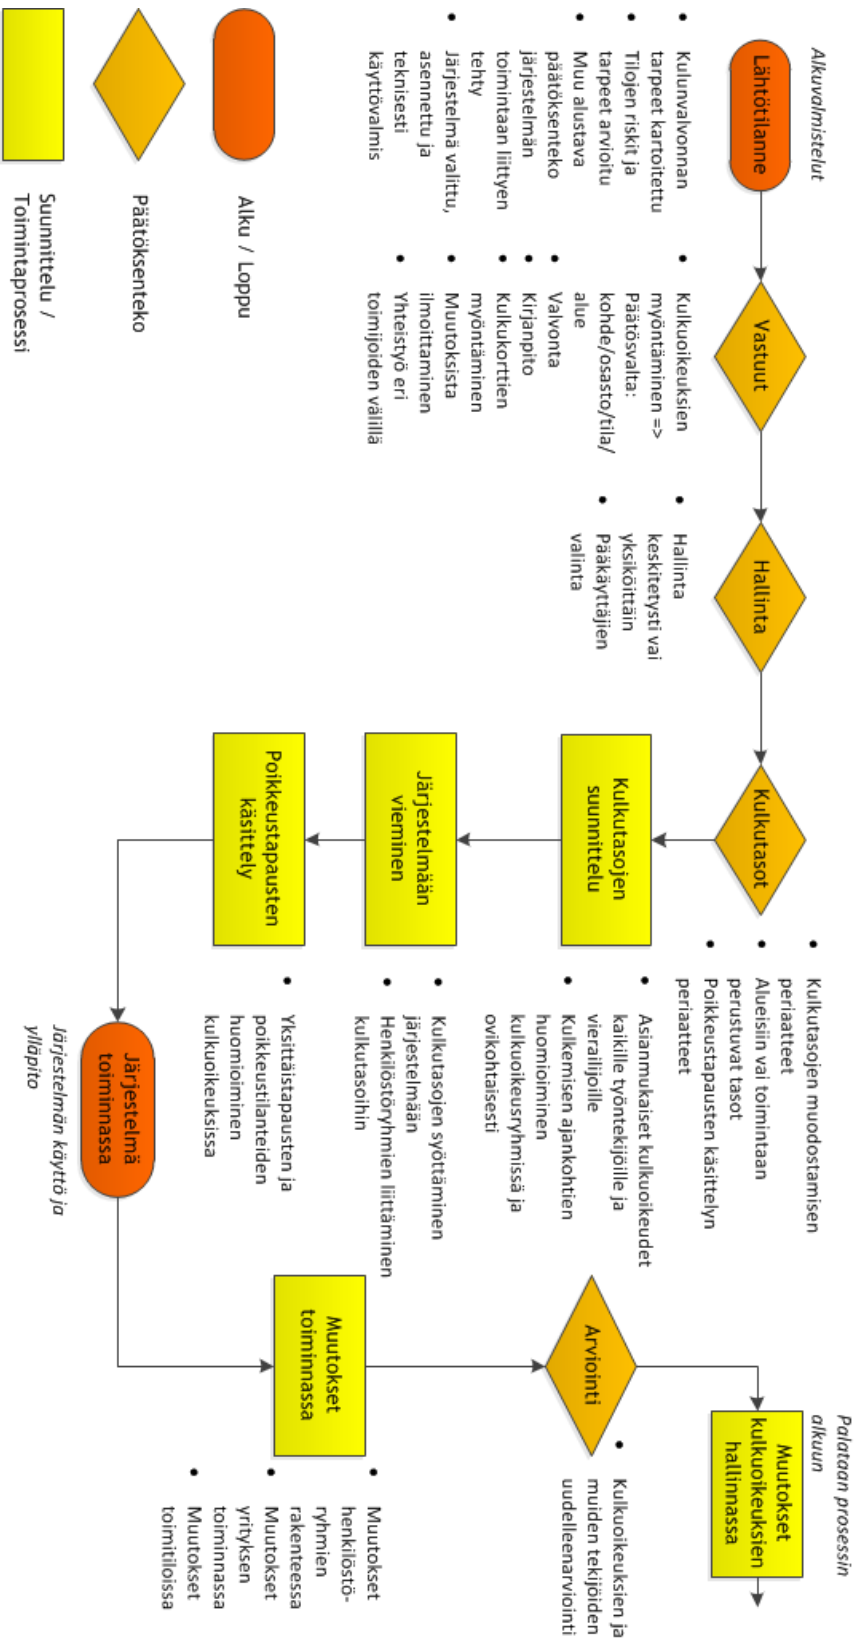 Alkuvalmistelut
Lähtötilanne
• Kulunvalvonnan
tarpeet kartoitettu
• Tilojen riskit ja
tarpeet arvioitu
• Muu alustava
päätöksenteko
järjestelmän
toimintaan liittyen
tehty
• Järjestelmä valittu,
asennettu ja
teknisesti
käyttövalmis
Vastuut
• Kulkuoikeuksien
myöntäminen =>
Päätösvalta:
kohde/osasto/tila/
alue
• Valvonta
• Kirjanpito
• Kulkukorttien
myöntäminen
• Muutoksista
ilmoittaminen
• Yhteistyö eri
toimijoiden välillä
Hallinta
• Hallinta
keskitetysti vai
yksiköittäin
• Pääkäyttäjien
valinta
Kulkutasot
• Kulkutasojen muodostamisen
periaatteet
• Alueisiin vai toimintaan
perustuvat tasot
• Poikkeustapausten käsittelyn
periaatteet
Kulkutasojen
suunnittelu
• Asianmukaiset kulkuoikeudet
kaikille työntekijöille ja
vierailijoille
• Kulkemisen ajankohtien
huomioiminen
kulkuoikeusryhmissä ja
ovikohtaisesti
Järjestelmään
vieminen
• Kulkutasojen syöttäminen
järjestelmään
• Henkilöstöryhmien liittäminen
kulkutasoihin
Poikkeustapausten
käsittely
• Yksittäistapausten ja
poikkeustilanteiden
huomioiminen
kulkuoikeuksissa
Järjestelmä
toiminnassa
Järjestelmän käyttö ja
ylläpito
Muutokset
toiminnassa
• Muutokset
henkilöstö-
ryhmien
rakenteessa
• Muutokset
yrityksen
toiminnassa
• Muutokset
toimitiloissa
Arviointi
• Kulkuoikeuksien ja
muiden tekijöiden
uudelleenarviointi
Palataan prosessin
alkuun
Muutokset
kulkuoikeuksien
hallinnassa
Alku / Loppu
Päätöksenteko
Suunnittelu /
Toimintaprosessi